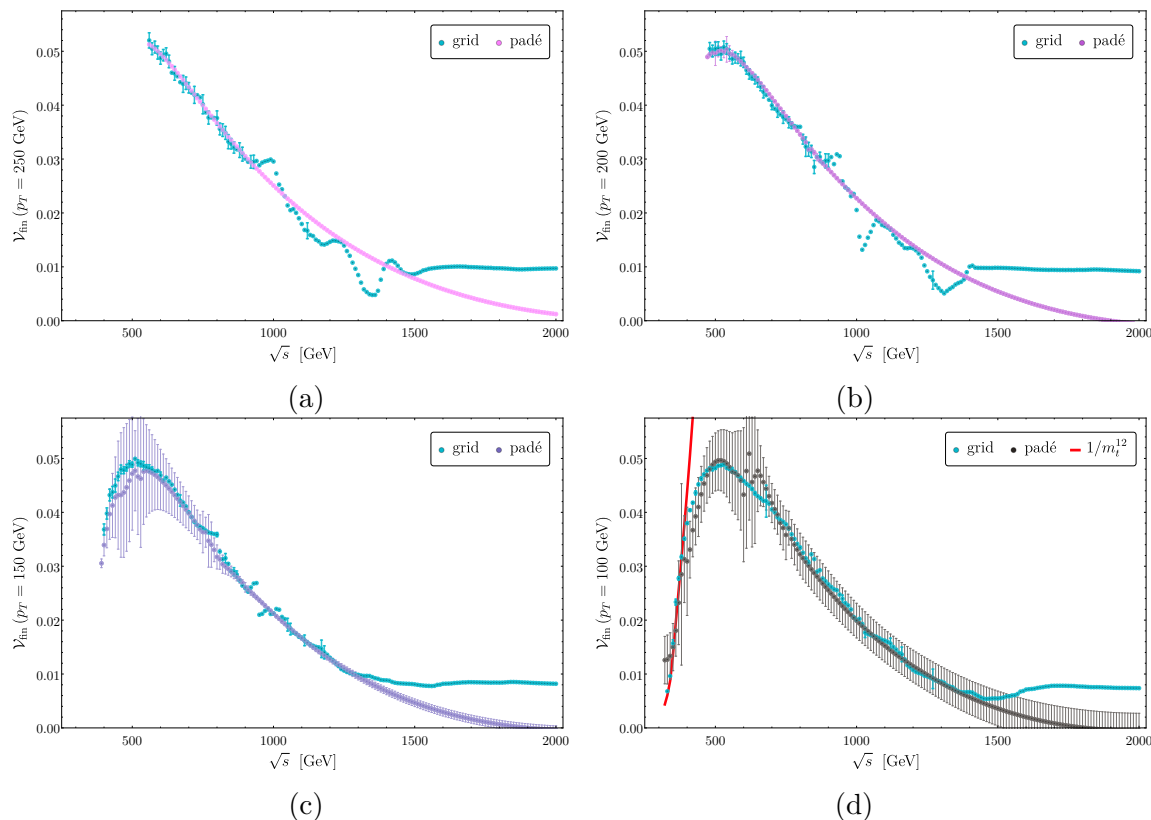 grid padé
0.05
0.04
0.03
0.02
0.01
0.00
𝒱fin (pT = 250 GeV)
500 1000 1500 2000
√s [GeV]
(a)
grid padé
0.05
0.04
0.03
0.02
0.01
0.00
𝒱fin (pT = 200 GeV)
500 1000 1500 2000
√s [GeV]
(b)
grid padé
0.05
0.04
0.03
0.02
0.01
0.00
𝒱fin (pT = 150 GeV)
500 1000 1500 2000
√s [GeV]
(c)
grid padé 1/m_t^12
0.05
0.04
0.03
0.02
0.01
0.00
𝒱fin (pT = 100 GeV)
500 1000 1500 2000
√s [GeV]
(d)